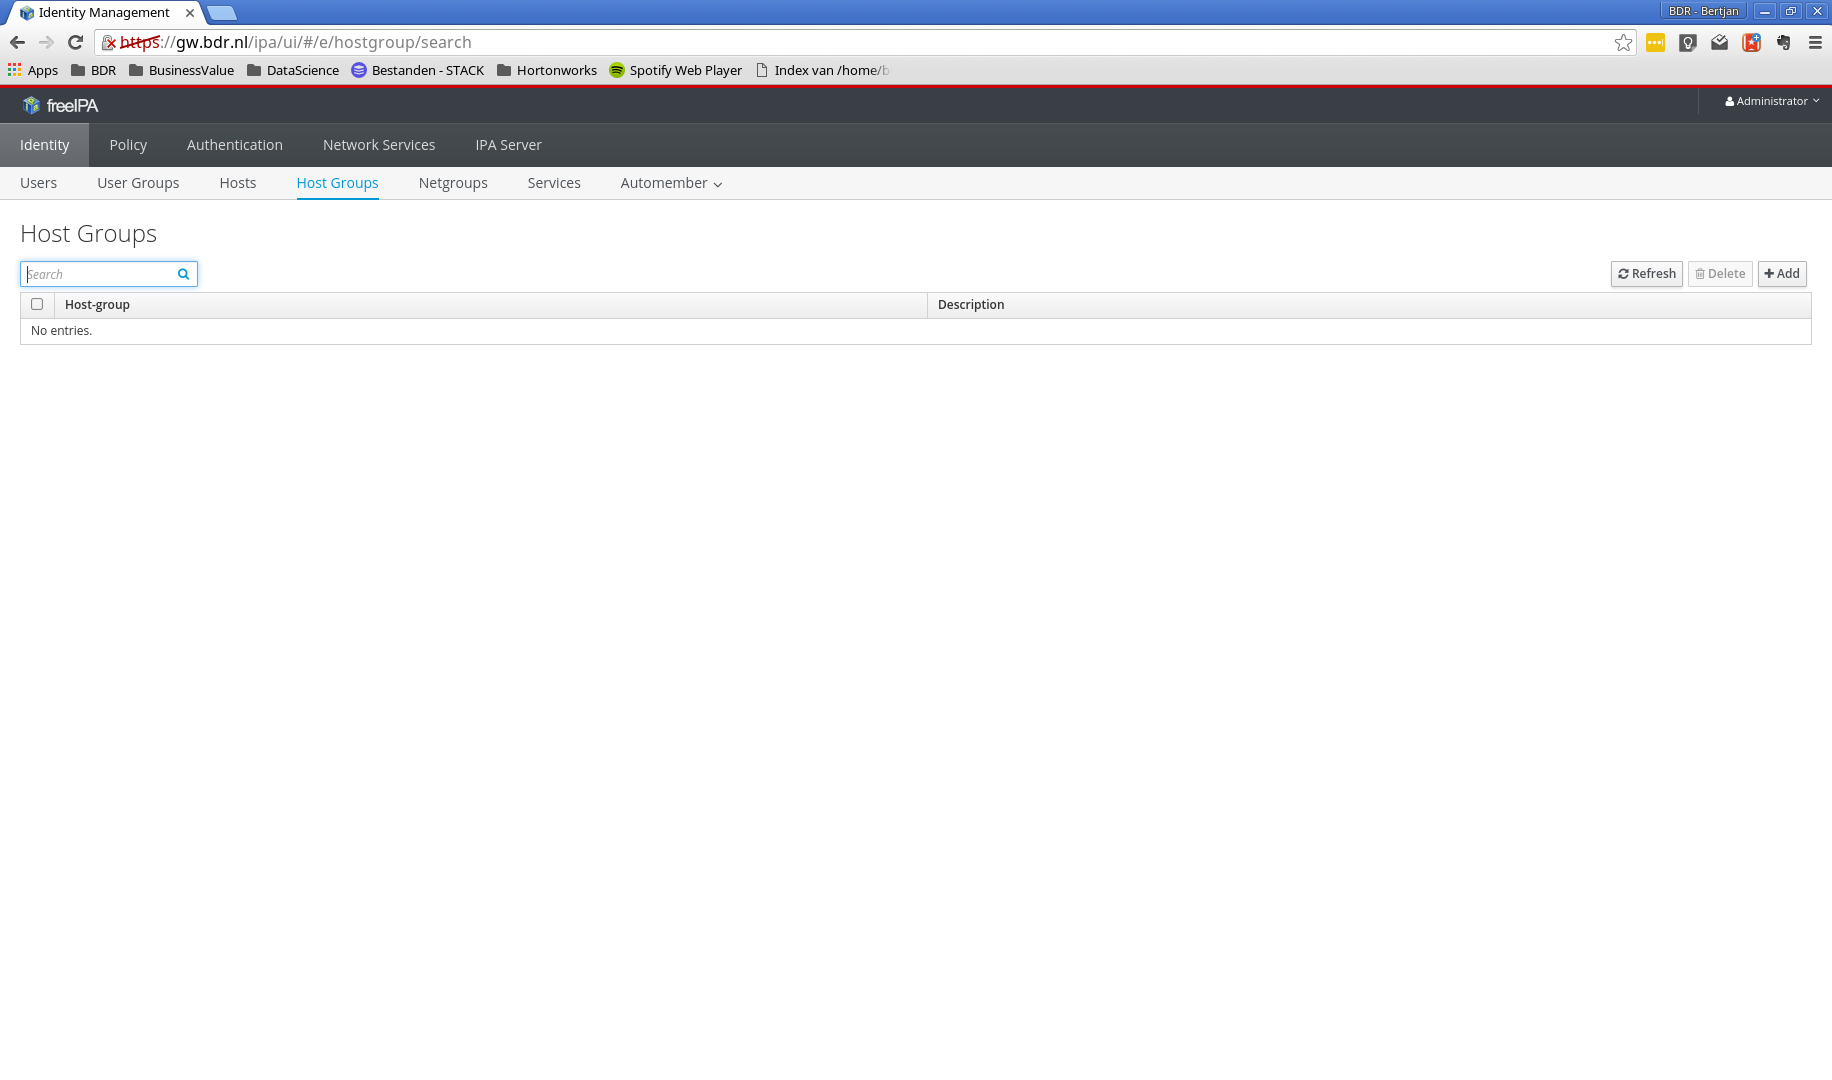 Identity Management
BDR - Bertjan
https://gw.bdr.nl/ipa/ui/#/e/hostgroup/search
Apps BDR BusinessValue DataScience Bestanden - STACK Hortonworks Spotify Web Player Index van /home/b
freeIPA
Administrator
Identity Policy Authentication Network Services IPA Server
Users User Groups Hosts Host Groups Netgroups Services Automember
Host Groups
Search
Refresh Delete Add
Host-group Description
No entries.